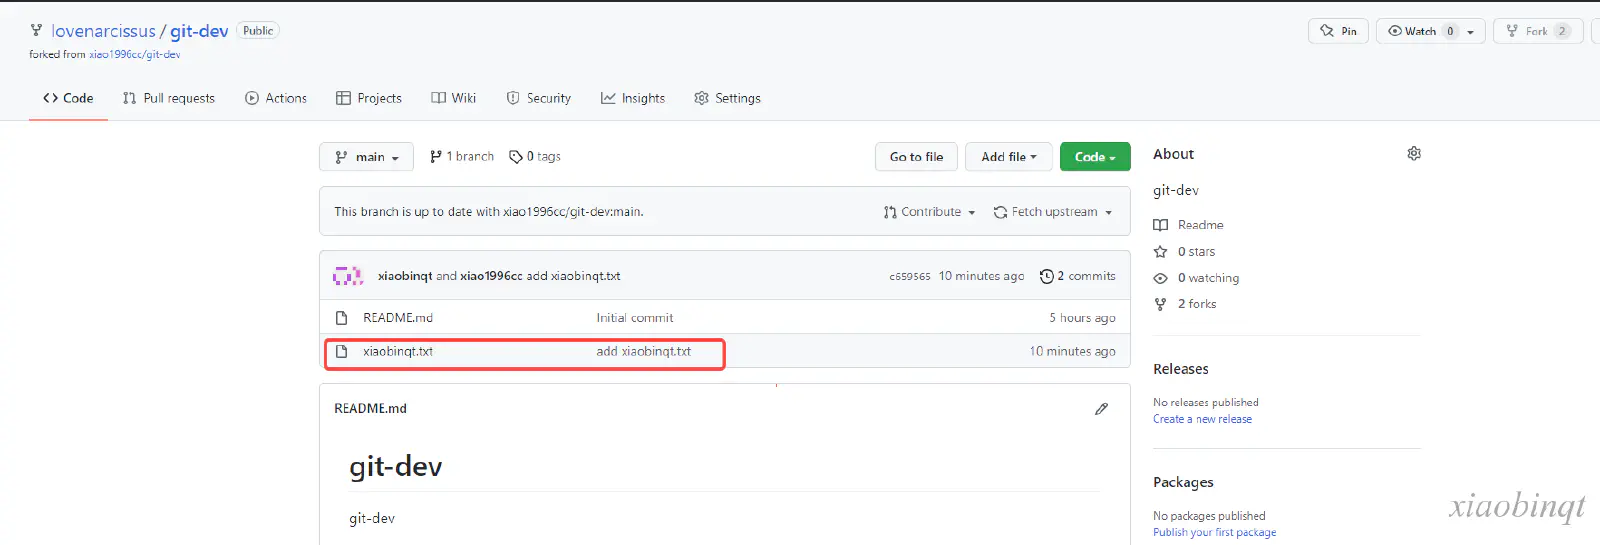 lovenarcissus / git-dev Public
Pin Watch 0 Fork 2
forked from xiao1996cc/git-dev
Code Pull requests Actions Projects Wiki Security Insights Settings
main 1 branch 0 tags Go to file Add file Code
This branch is up to date with xiao1996cc/git-dev:main. Contribute Fetch upstream
xiaobinqt and xiao1996cc add xiaobinqt.txt c659565 10 minutes ago 2 commits
README.md Initial commit 5 hours ago
xiaobinqt.txt add xiaobinqt.txt 10 minutes ago
README.md
git-dev
git-dev
About
git-dev
Readme
0 stars
0 watching
2 forks
Releases
No releases published
Create a new release
Packages
No packages published
Publish your first package
xiaobinqt